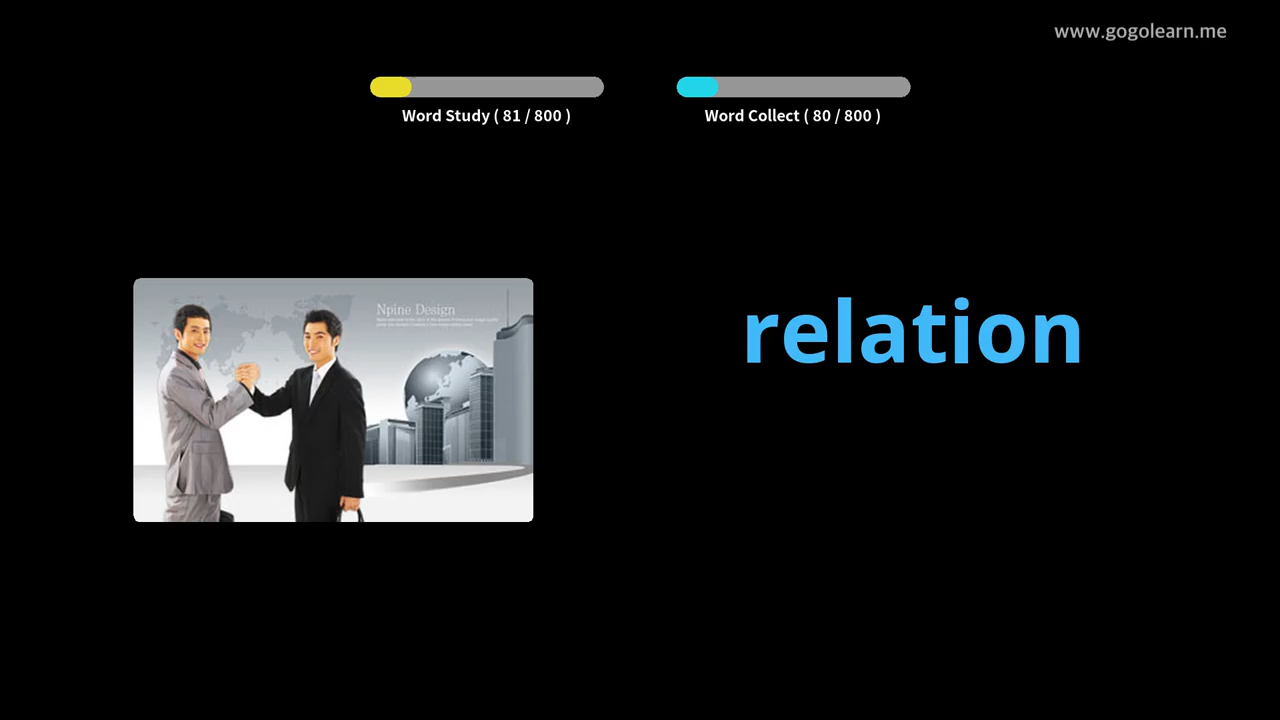 www.gogolearn.me
Word Study ( 81 / 800 )
Word Collect ( 80 / 800 )
Npine Design
relation